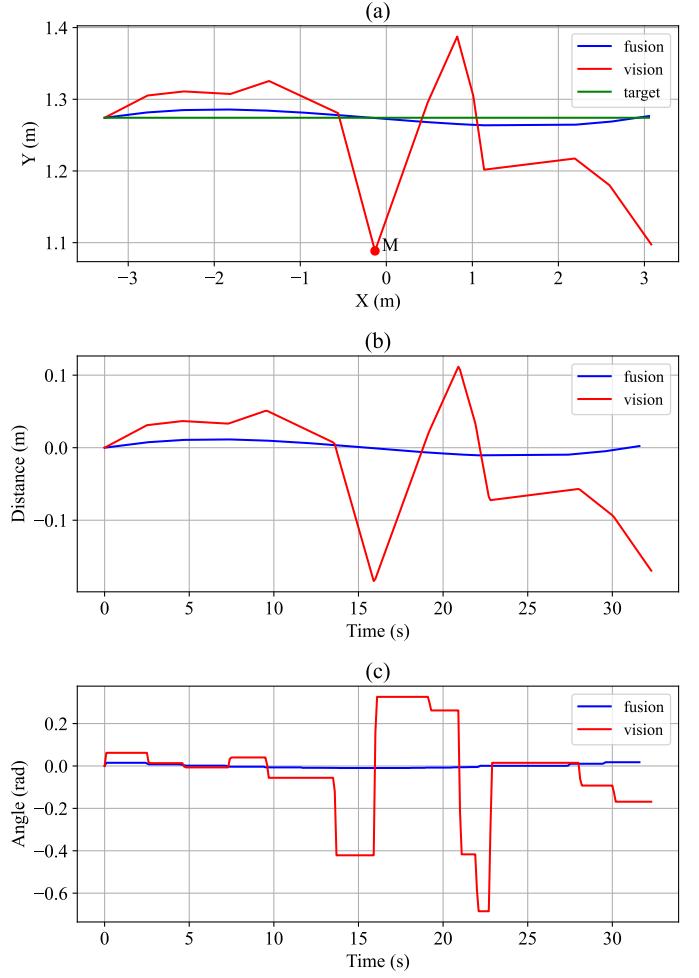 (a)
1.4
1.3
1.2
1.1
Y (m)
fusion
vision
target
M
−3 −2 −1 0 1 2 3
X (m)
(b)
0.1
0.0
−0.1
Distance (m)
fusion
vision
0 5 10 15 20 25 30
Time (s)
(c)
0.2
0.0
−0.2
−0.4
−0.6
Angle (rad)
fusion
vision
0 5 10 15 20 25 30
Time (s)